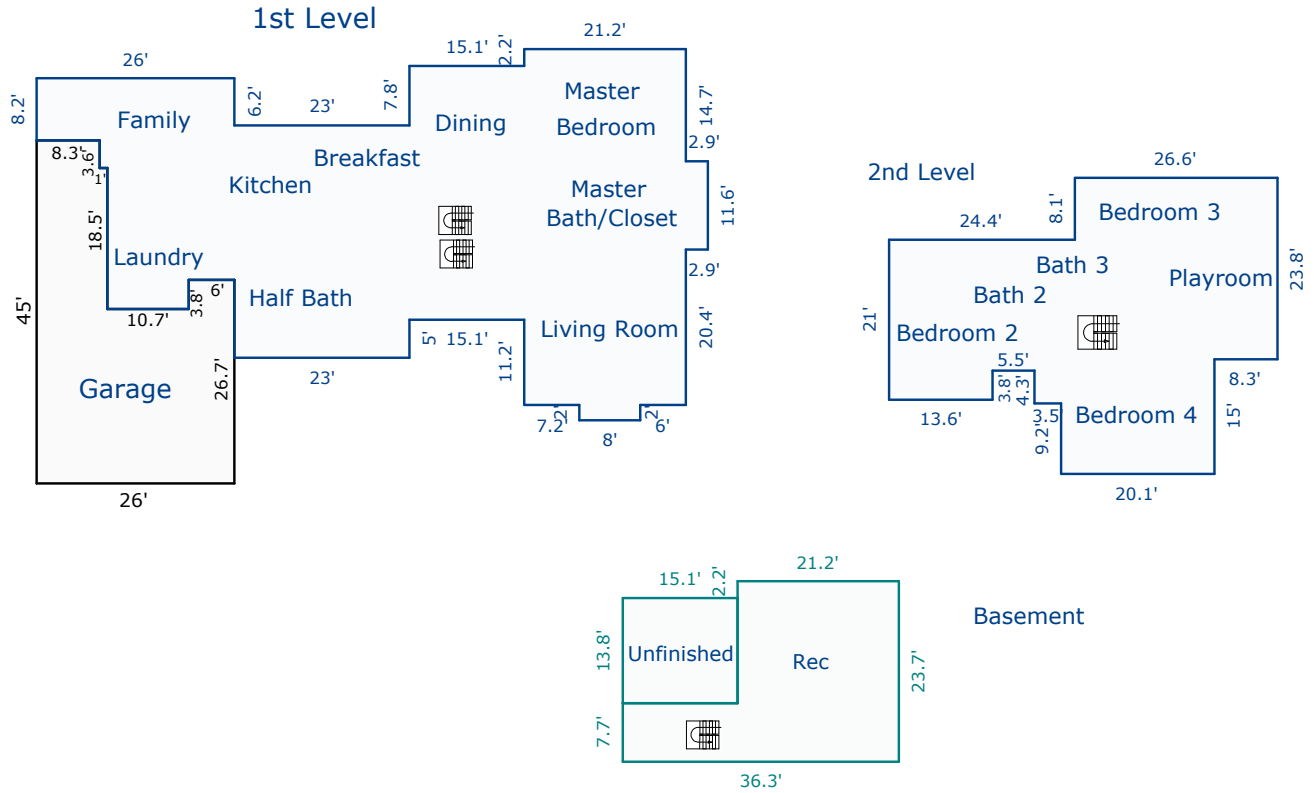 1st Level
21.2'
15.1'
2.2'
26'
8.2'
6.2'
23'
7.8'
14.7'
Family
Dining
Master
Bedroom
2.9'
8.3'
3.6'
1'
Breakfast
Kitchen
Master
Bath/Closet
11.6'
18.5'
Laundry
2.9'
45'
10.7'
3.8'
6'
Half Bath
26.7'
23'
5'
15.1'
11.2'
Living Room
20.4'
Garage
7.2'
2'
8'
2'
6'
26'
2nd Level
26.6'
24.4'
8.1'
Bedroom 3
Bath 3
Playroom
23.8'
Bath 2
21'
Bedroom 2
5.5'
3.8'
4.3'
8.3'
13.6'
3.5'
9.2'
Bedroom 4
15'
20.1'
21.2'
15.1'
2.2'
Basement
13.8'
Unfinished
Rec
23.7'
7.7'
36.3'